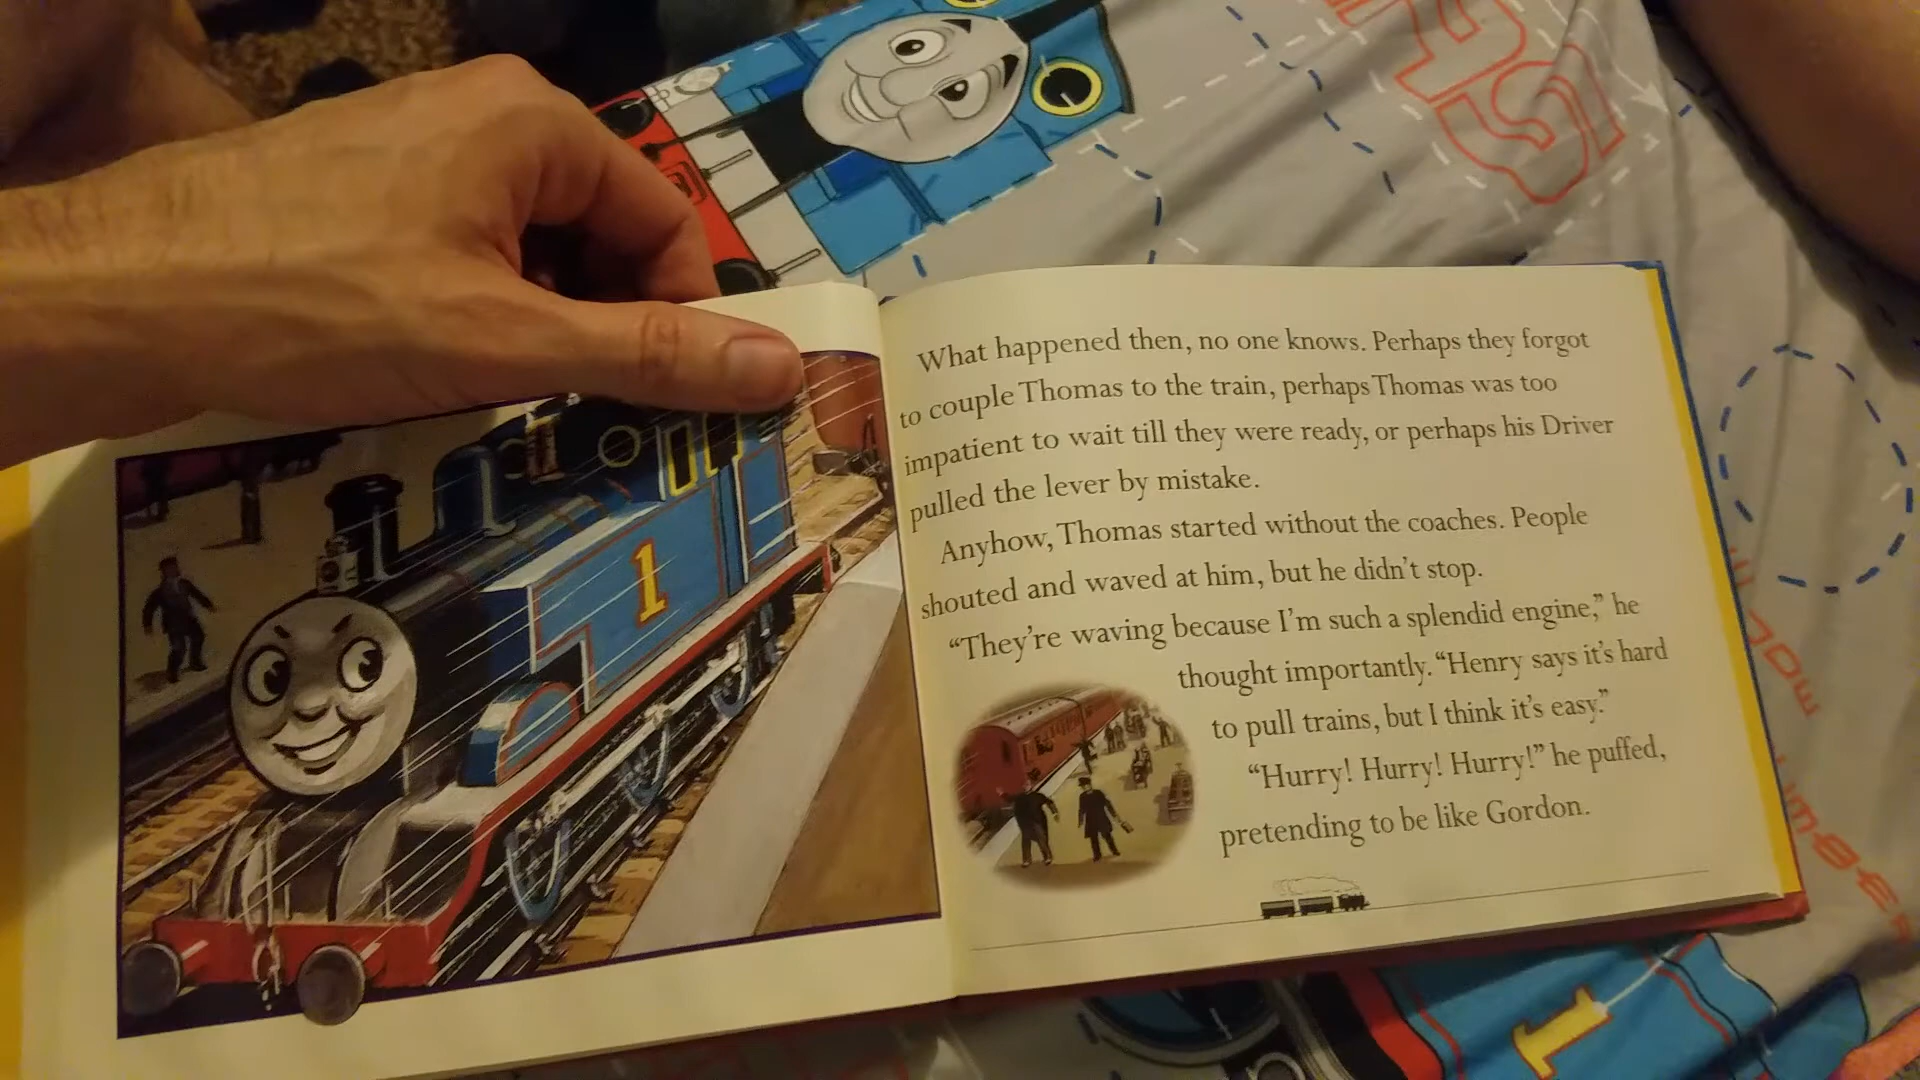 What happened then, no one knows. Perhaps they forgot
to couple Thomas to the train, perhaps Thomas was too
impatient to wait till they were ready, or perhaps his Driver
pulled the lever by mistake.
Anyhow, Thomas started without the coaches. People
shouted and waved at him, but he didn't stop.
“They're waving because I'm such a splendid engine,” he
thought importantly. “Henry says it's hard
to pull trains, but I think it's easy.”
“Hurry! Hurry! Hurry!” he puffed,
pretending to be like Gordon.
1
1